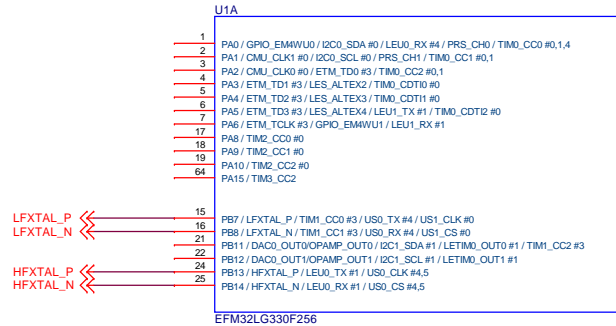 U1A
1 PA0 / GPIO_EM4WU0 / I2C0_SDA #0 / LEU0_RX #4 / PRS_CH0 / TIM0_CC0 #0,1,4
2 PA1 / CMU_CLK1 #0 / I2C0_SCL #0 / PRS_CH1 / TIM0_CC1 #0,1
3 PA2 / CMU_CLK0 #0 / ETM_TD0 #3 / TIM0_CC2 #0,1
4 PA3 / ETM_TD1 #3 / LES_ALTEX2 / TIM0_CDTI0 #0
5 PA4 / ETM_TD2 #3 / LES_ALTEX3 / TIM0_CDTI1 #0
6 PA5 / ETM_TD3 #3 / LES_ALTEX4 / LEU1_TX #1 / TIM0_CDTI2 #0
7 PA6 / ETM_TCLK #3 / GPIO_EM4WU1 / LEU1_RX #1
17 PA8 / TIM2_CC0 #0
18 PA9 / TIM2_CC1 #0
19 PA10 / TIM2_CC2 #0
64 PA15 / TIM3_CC2
LFXTAL_P 15 PB7 / LFXTAL_P / TIM1_CC0 #3 / US0_TX #4 / US1_CLK #0
LFXTAL_N 16 PB8 / LFXTAL_N / TIM1_CC1 #3 / US0_RX #4 / US1_CS #0
21 PB11 / DAC0_OUT0/OPAMP_OUT0 / I2C1_SDA #1 / LETIM0_OUT0 #1 / TIM1_CC2 #3
22 PB12 / DAC0_OUT1/OPAMP_OUT1 / I2C1_SCL #1 / LETIM0_OUT1 #1
HFXTAL_P 24 PB13 / HFXTAL_P / LEU0_TX #1 / US0_CLK #4,5
HFXTAL_N 25 PB14 / HFXTAL_N / LEU0_RX #1 / US0_CS #4,5
EFM32LG330F256